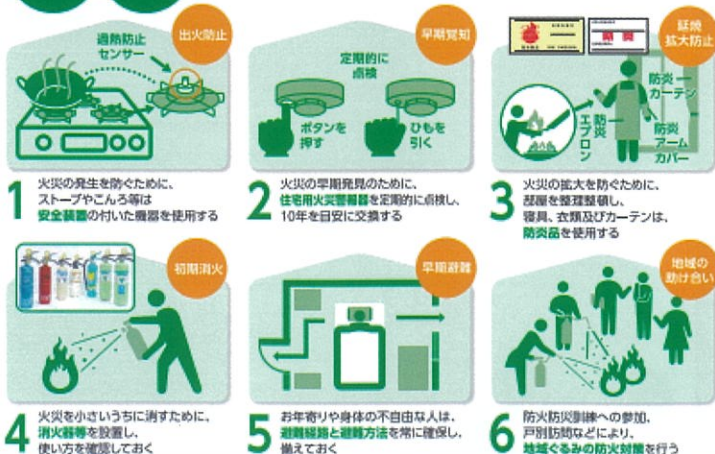 過熱防止
センサー
出火防止
1
火災の発生を防ぐために、
ストーブやこんろ等は
安全装置の付いた機器を使用する
早期覚知
定期的に
点検
ボタンを
押す
ひもを
引く
2
火災の早期発見のために、
住宅用火災警報器を定期的に点検し、
10年を目安に交換する
延焼
拡大防止
防炎
カーテン
防炎
エプロン
防炎
アーム
カバー
3
火災の拡大を防ぐために、
部屋を整理整頓し、
寝具、衣類及びカーテンは、
防炎品を使用する
初期消火
4
火災を小さいうちに消すために、
消火器等を設置し、
使い方を確認しておく
早期避難
5
お年寄りや身体の不自由な人は、
避難経路と避難方法を常に確保し、
備えておく
地域の
助け合い
6
防火防災訓練への参加、
戸別訪問などにより、
地域ぐるみの防火対策を行う